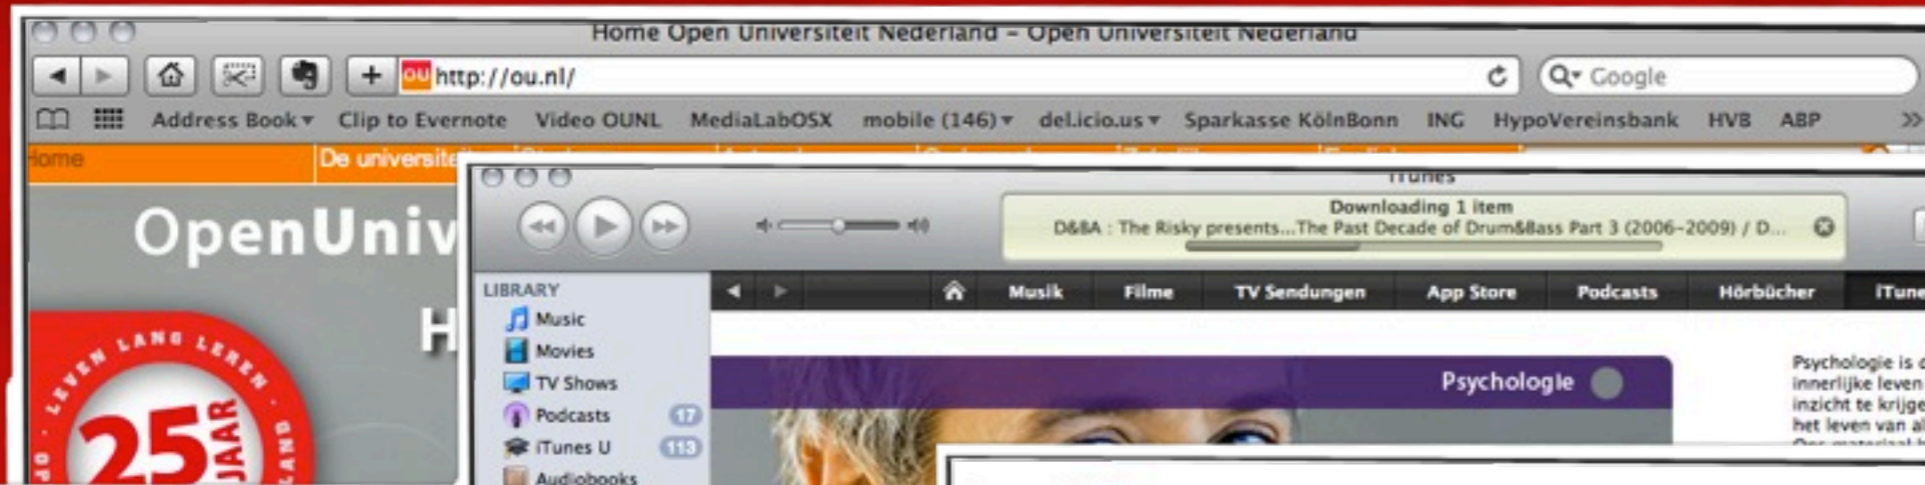 Home Open Universiteit Nederland – Open Universiteit Nederland
ou http://ou.nl/
Google
Address Book Clip to Evernote Video OUNL MediaLabOSX mobile (146) del.icio.us Sparkasse KölnBonn ING HypoVereinsbank HVB ABP
Home De universite
OpenUniv
H
LEVEN LANG LEREN
25 JAAR
iTunes
Downloading 1 item
D&BA : The Risky presents...The Past Decade of Drum&Bass Part 3 (2006-2009) / D...
LIBRARY
Music
Movies
TV Shows
Podcasts 17
iTunes U 113
Audiobooks
Musik Filme TV Sendungen App Store Podcasts Hörbücher iTune
Psychologie
Psychologie is d
innerlijke leven
inzicht te krijge
het leven van al